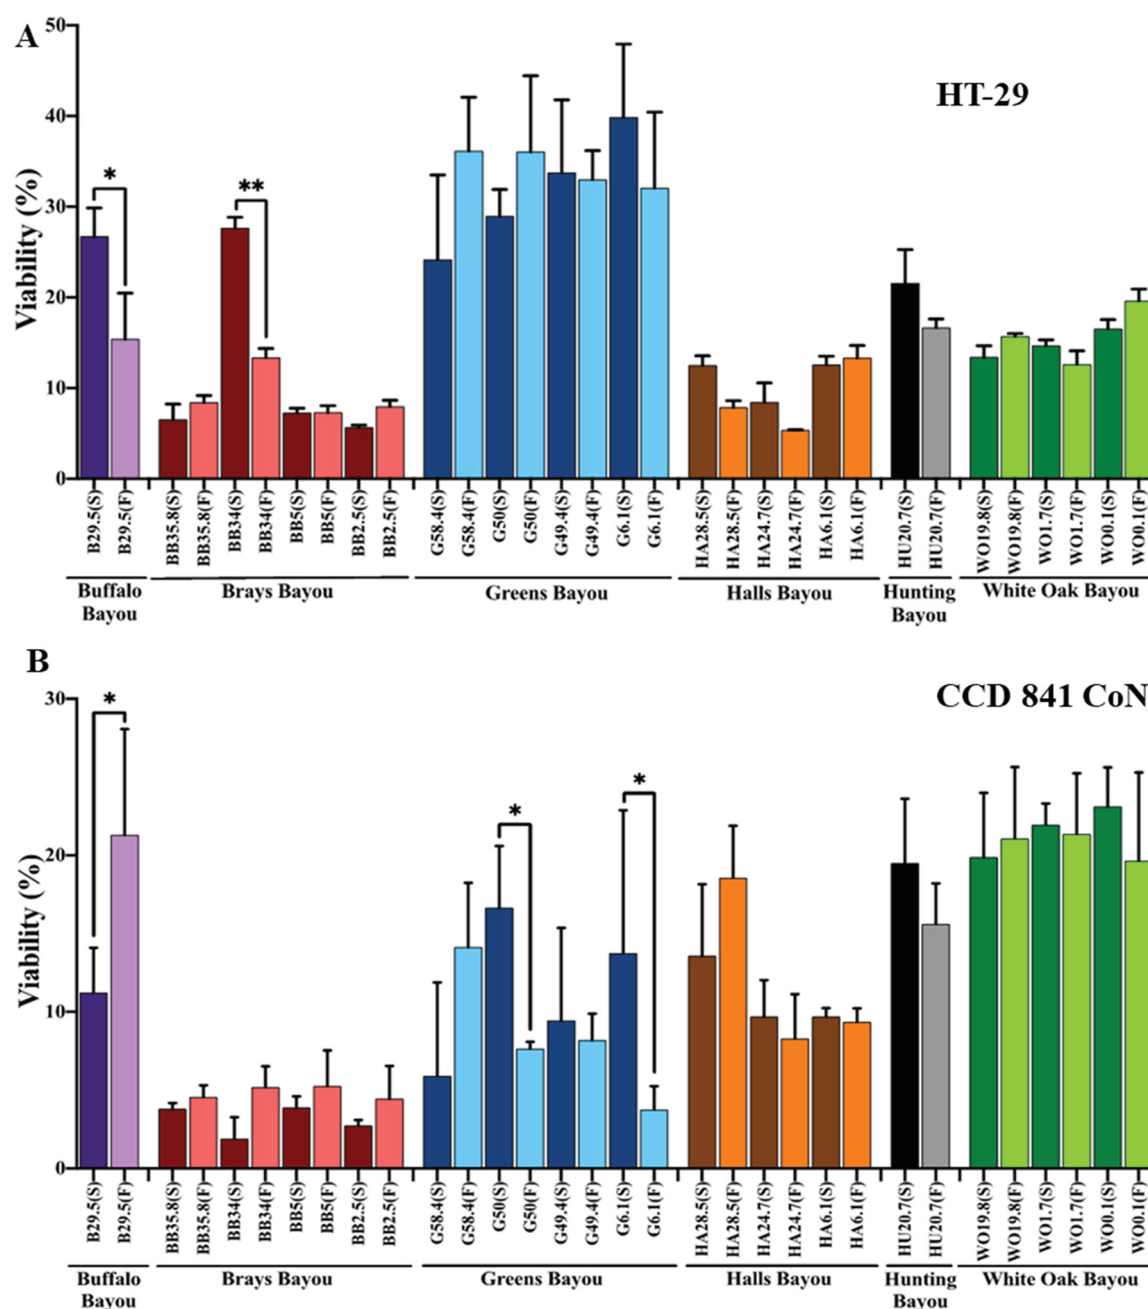 A
HT-29
Viability (%)
50
40
30
20
10
0
*
**
B29.5(S)
B29.5(F)
BB35.8(S)
BB35.8(F)
BB34(S)
BB34(F)
BB5(S)
BB5(F)
BB2.5(S)
BB2.5(F)
G58.4(S)
G58.4(F)
G50(S)
G50(F)
G49.4(S)
G49.4(F)
G6.1(S)
G6.1(F)
HA28.5(S)
HA28.5(F)
HA24.7(S)
HA24.7(F)
HA6.1(S)
HA6.1(F)
HU20.7(S)
HU20.7(F)
WO19.8(S)
WO19.8(F)
WO1.7(S)
WO1.7(F)
WO0.1(S)
WO0.1(F)
Buffalo
Bayou
Brays Bayou
Greens Bayou
Halls Bayou
Hunting
Bayou
White Oak Bayou
B
CCD 841 CoN
Viability (%)
30
20
10
0
*
*
*
B29.5(S)
B29.5(F)
BB35.8(S)
BB35.8(F)
BB34(S)
BB34(F)
BB5(S)
BB5(F)
BB2.5(S)
BB2.5(F)
G58.4(S)
G58.4(F)
G50(S)
G50(F)
G49.4(S)
G49.4(F)
G6.1(S)
G6.1(F)
HA28.5(S)
HA28.5(F)
HA24.7(S)
HA24.7(F)
HA6.1(S)
HA6.1(F)
HU20.7(S)
HU20.7(F)
WO19.8(S)
WO19.8(F)
WO1.7(S)
WO1.7(F)
WO0.1(S)
WO0.1(F)
Buffalo
Bayou
Brays Bayou
Greens Bayou
Halls Bayou
Hunting
Bayou
White Oak Bayou